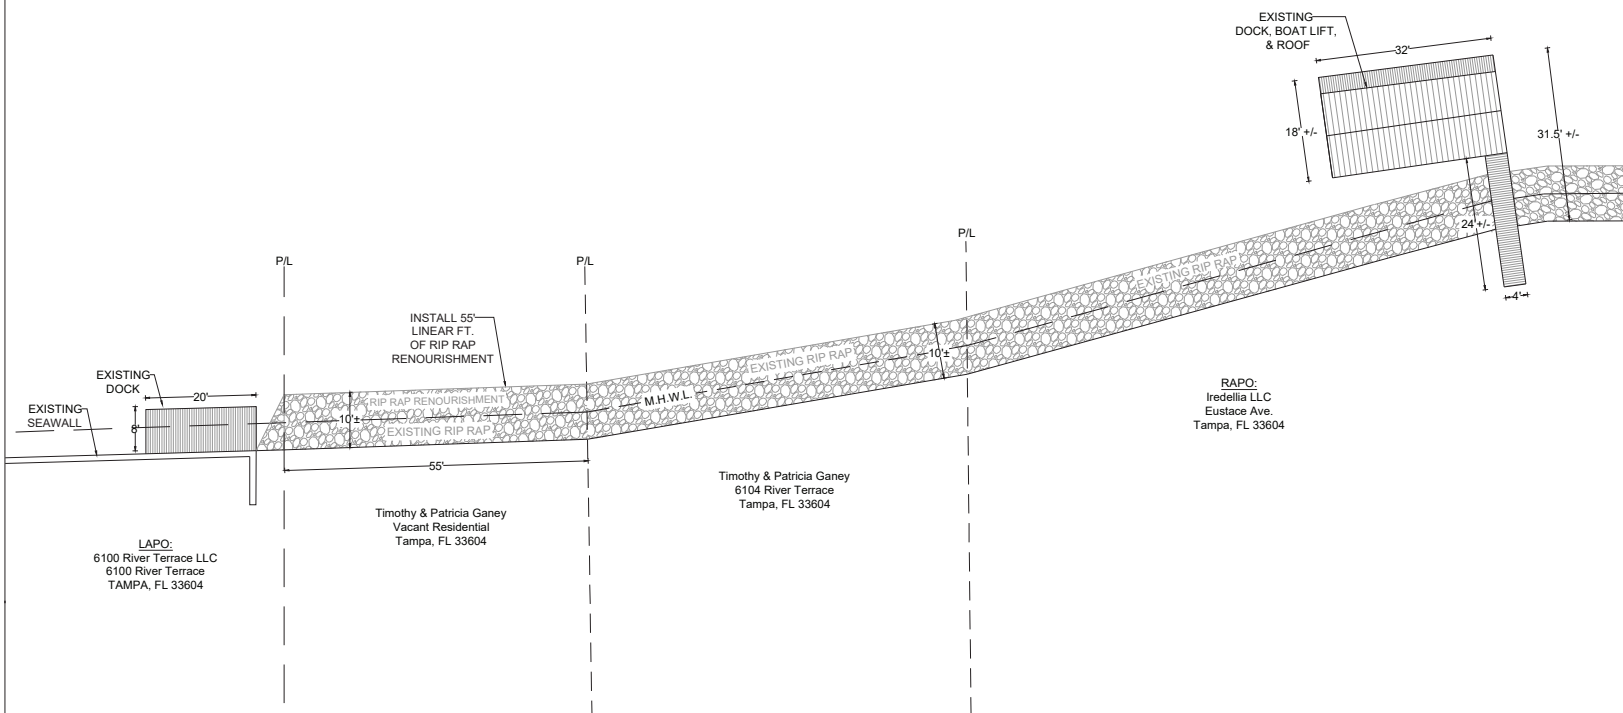 EXISTING
DOCK, BOAT LIFT,
& ROOF
32'
18' +/-
31.5' +/-
24' +/-
4'
P/L
P/L
P/L
INSTALL 55'
LINEAR FT.
OF RIP RAP
RENOURISHMENT
EXISTING RIP RAP
EXISTING RIP RAP
10'±
M.H.W.L.
EXISTING
DOCK
20'
8'
EXISTING
SEAWALL
RIP RAP RENOURISHMENT
10'±
EXISTING RIP RAP
55'
RAPO:
Iredellia LLC
Eustace Ave.
Tampa, FL 33604
Timothy & Patricia Ganey
6104 River Terrace
Tampa, FL 33604
Timothy & Patricia Ganey
Vacant Residential
Tampa, FL 33604
LAPO:
6100 River Terrace LLC
6100 River Terrace
TAMPA, FL 33604